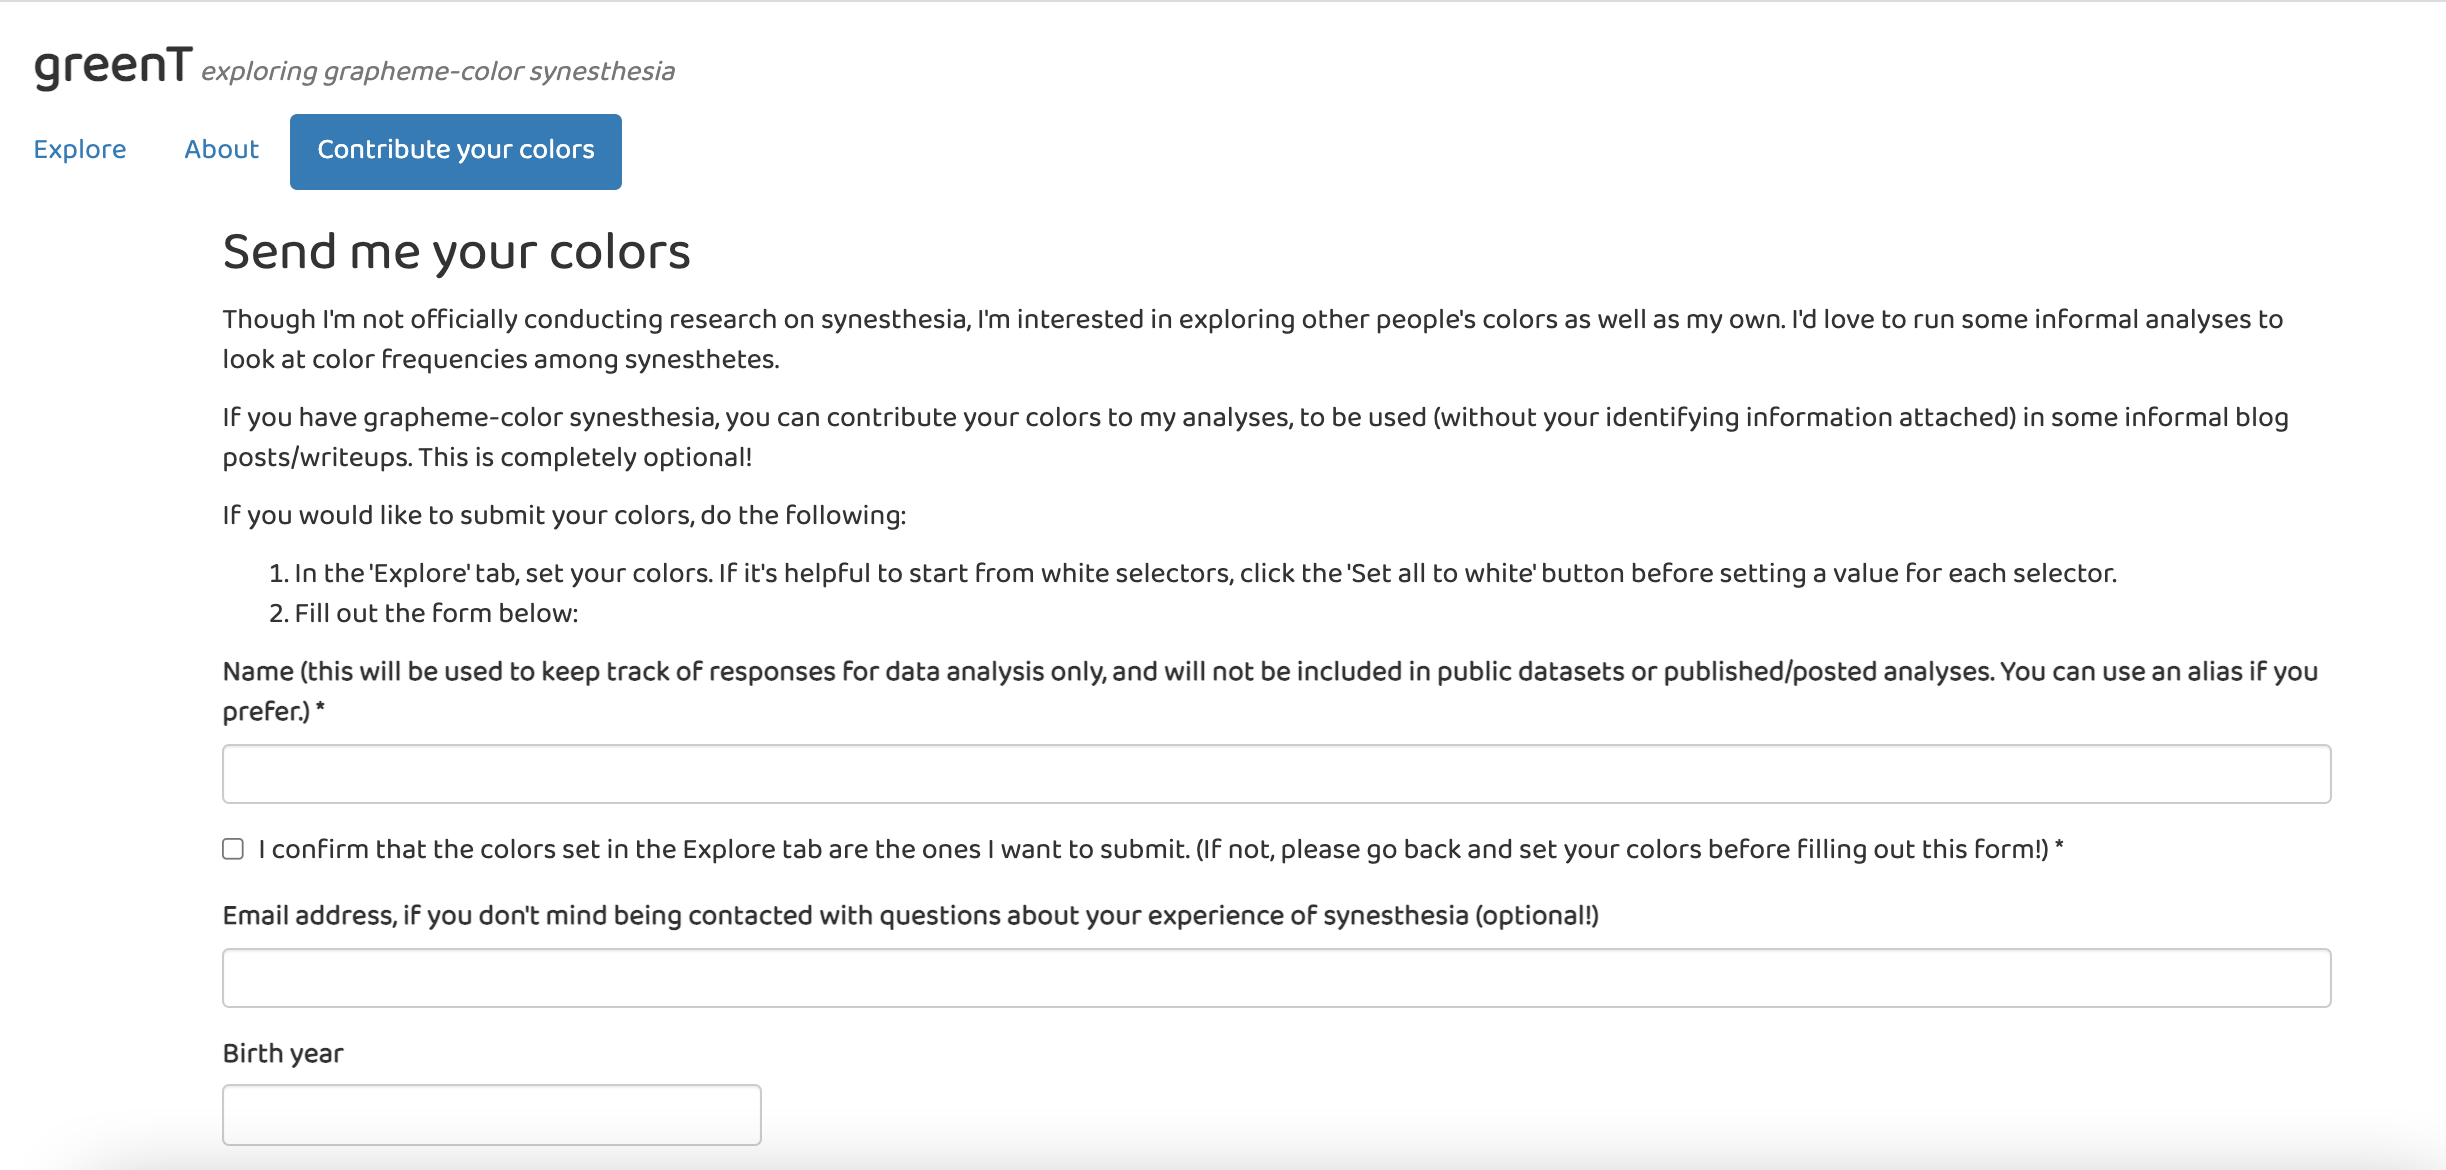 greenT exploring grapheme-color synesthesia
Explore About Contribute your colors
Send me your colors
Though I'm not officially conducting research on synesthesia, I'm interested in exploring other people's colors as well as my own. I'd love to run some informal analyses to
look at color frequencies among synesthetes.
If you have grapheme-color synesthesia, you can contribute your colors to my analyses, to be used (without your identifying information attached) in some informal blog
posts/writeups. This is completely optional!
If you would like to submit your colors, do the following:
1. In the 'Explore' tab, set your colors. If it's helpful to start from white selectors, click the 'Set all to white' button before setting a value for each selector.
2. Fill out the form below:
Name (this will be used to keep track of responses for data analysis only, and will not be included in public datasets or published/posted analyses. You can use an alias if you
prefer.) *
I confirm that the colors set in the Explore tab are the ones I want to submit. (If not, please go back and set your colors before filling out this form!) *
Email address, if you don't mind being contacted with questions about your experience of synesthesia (optional!)
Birth year